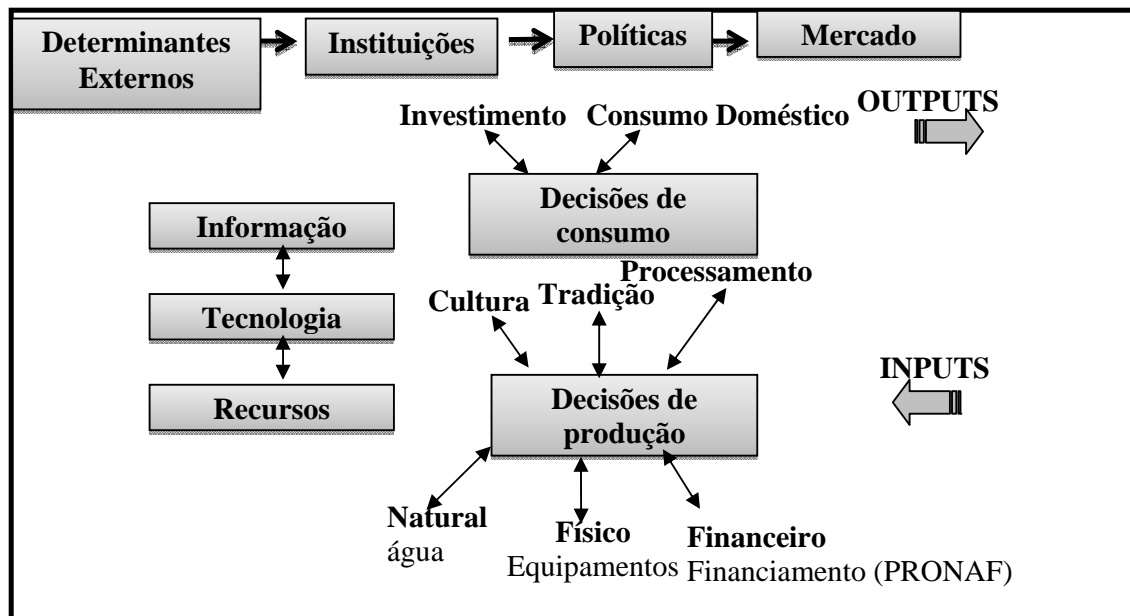 Determinantes
Externos
Instituições
Políticas
Mercado
Investimento
Consumo Doméstico
OUTPUTS
Decisões de
consumo
Informação
Tecnologia
Recursos
Processamento
Tradição
Cultura
Decisões de
produção
INPUTS
Natural
água
Físico
Equipamentos
Financeiro
Financiamento (PRONAF)